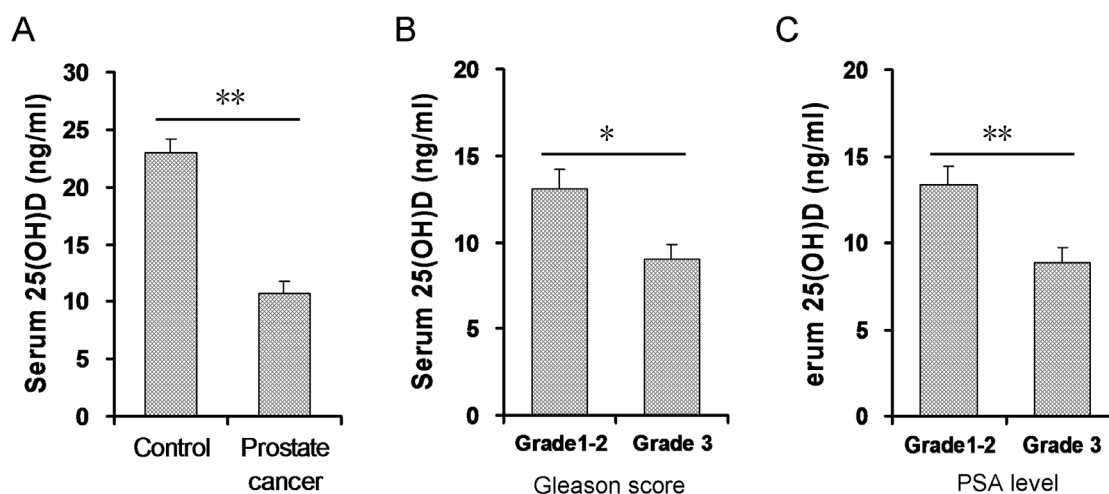 A
Serum 25(OH)D (ng/ml)
30
25
20
15
10
5
0
**
Control
Prostate
cancer
B
Serum 25(OH)D (ng/ml)
20
15
10
5
0
*
Grade1-2
Grade 3
Gleason score
C
erum 25(OH)D (ng/ml)
20
15
10
5
0
**
Grade1-2
Grade 3
PSA level